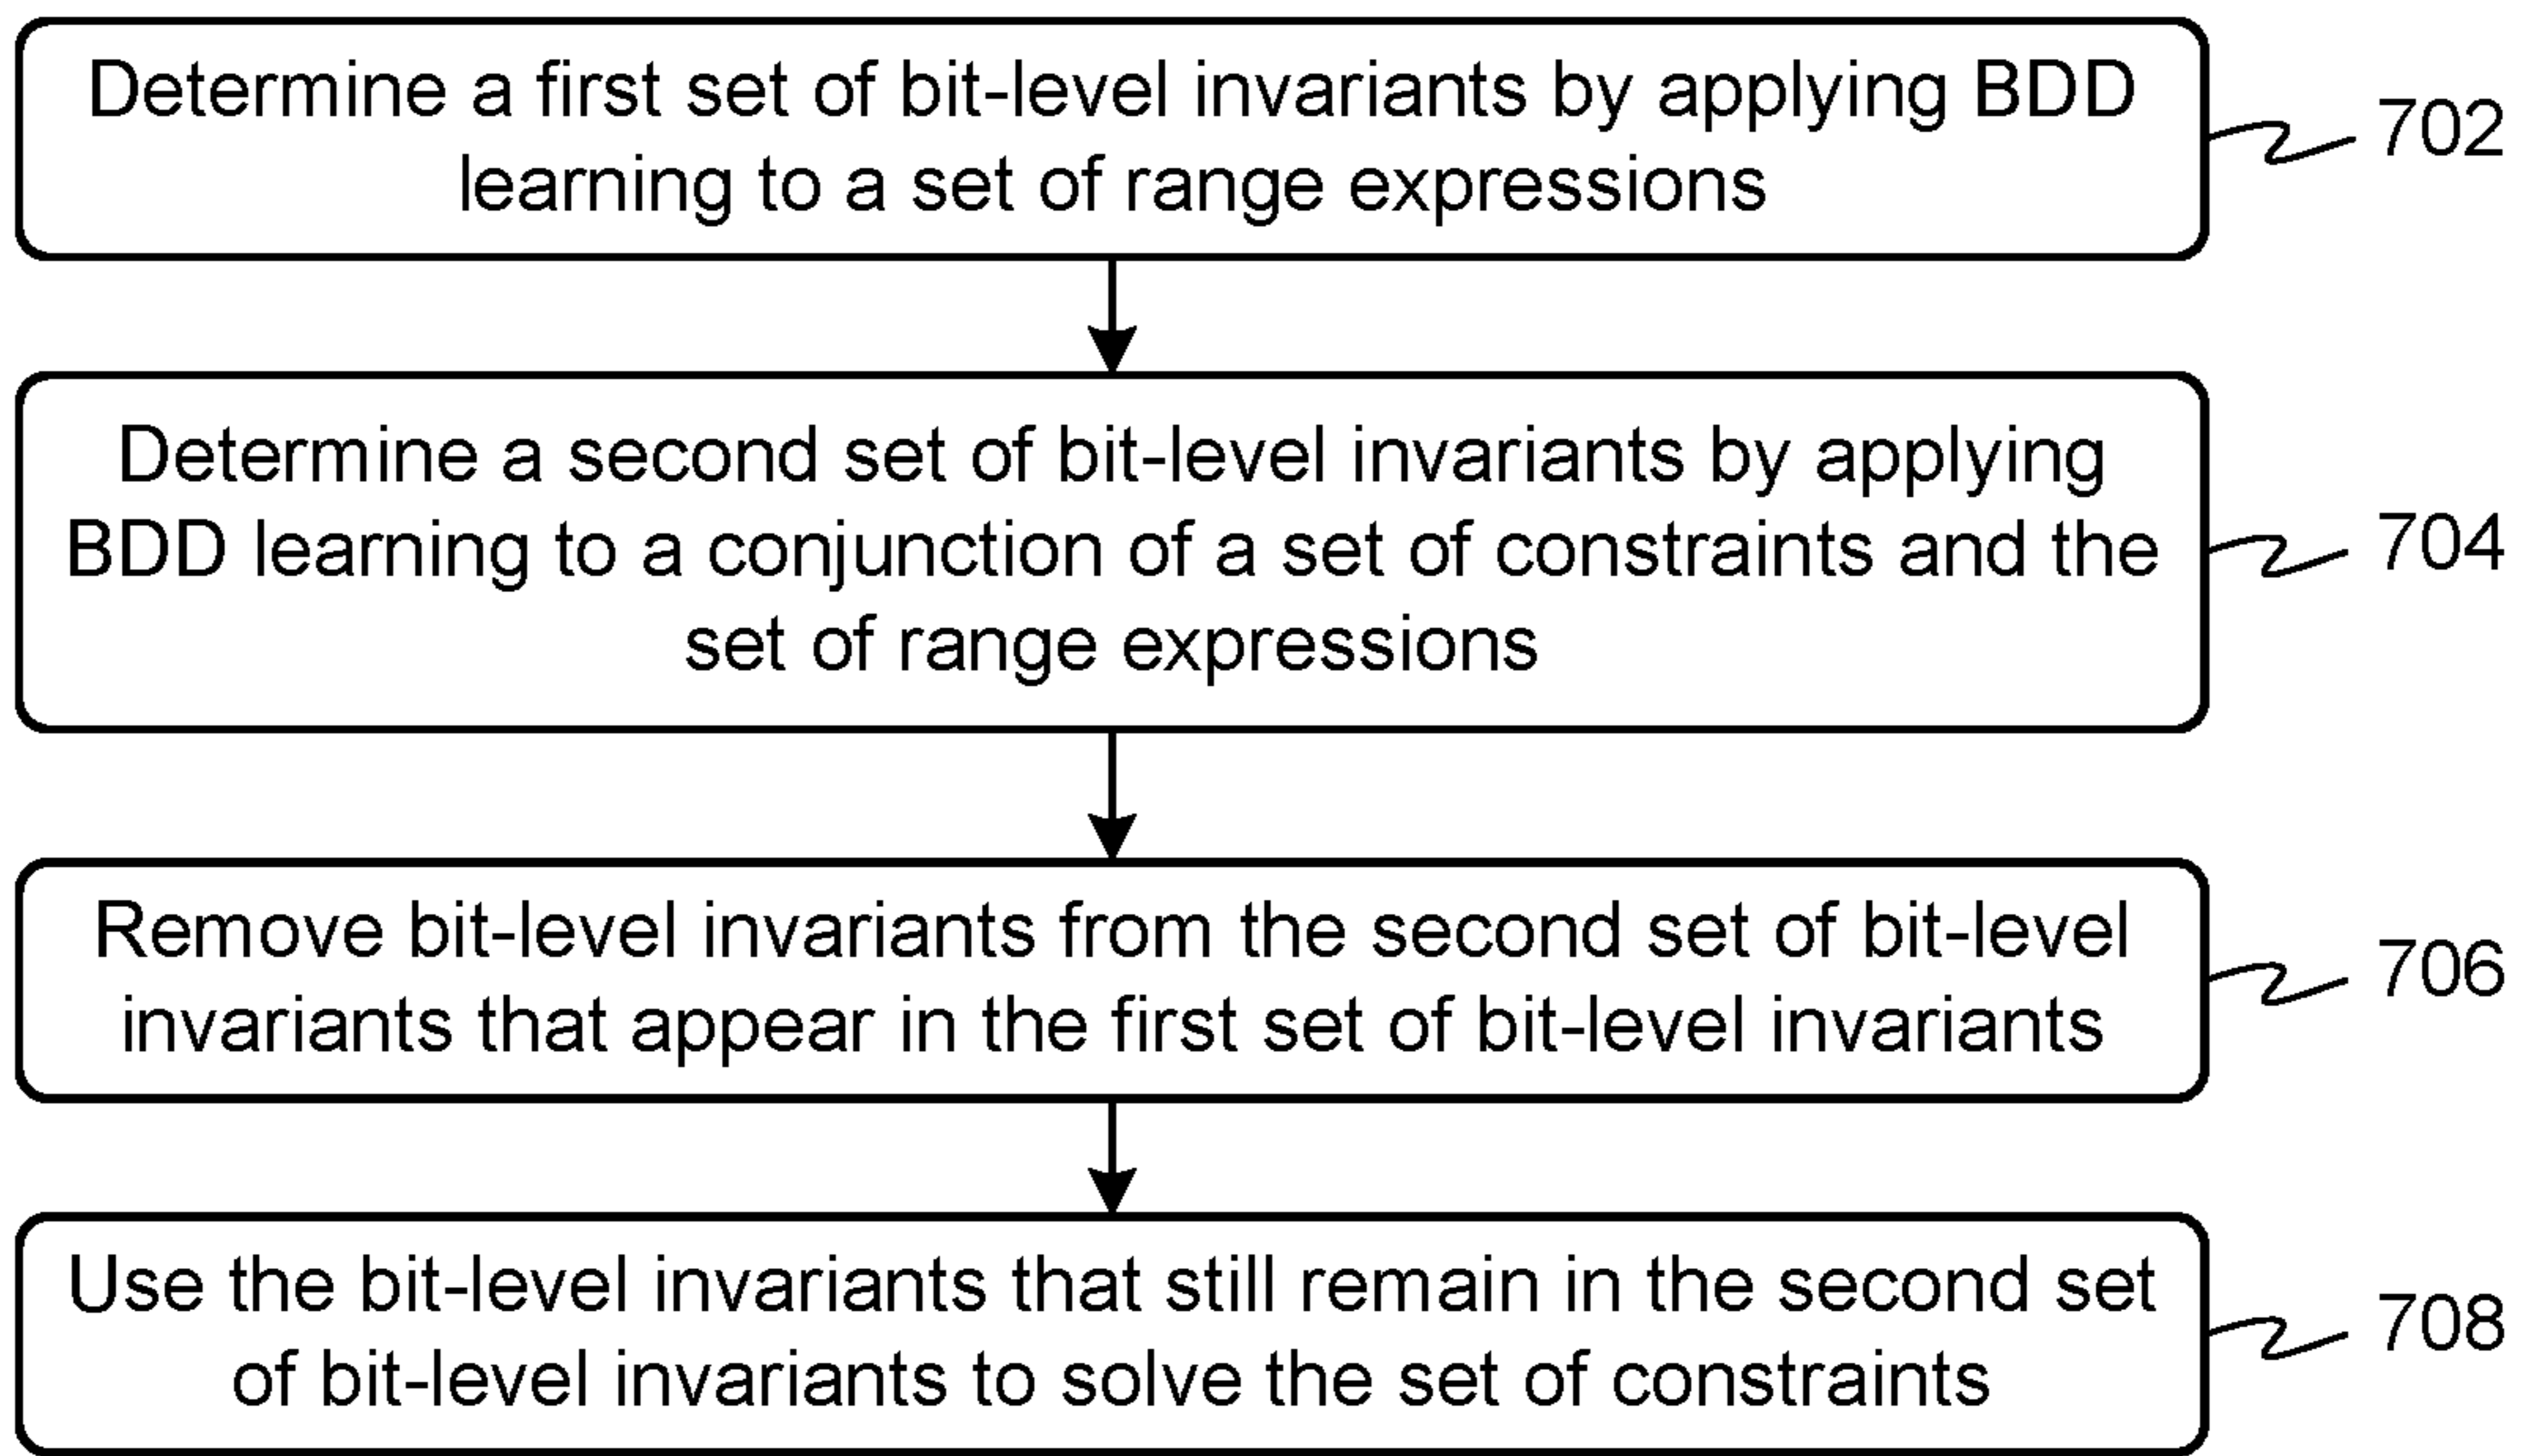 Determine a first set of bit-level invariants by applying BDD
learning to a set of range expressions
702
Determine a second set of bit-level invariants by applying
BDD learning to a conjunction of a set of constraints and the
set of range expressions
704
Remove bit-level invariants from the second set of bit-level
invariants that appear in the first set of bit-level invariants
706
Use the bit-level invariants that still remain in the second set
of bit-level invariants to solve the set of constraints
708